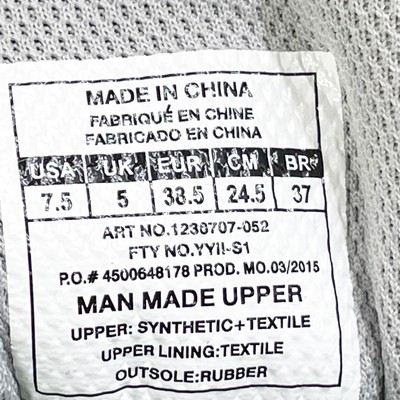 MADE IN CHINA
FABRIQUÉ EN CHINE
FABRICADO EN CHINA
USA UK EUR CM BR
7.5 5 38.5 24.5 37
ART NO.1230707-052
FTY NO.YYII-S1
P.O.# 4500648178 PROD. MO.03/2015
MAN MADE UPPER
UPPER: SYNTHETIC+TEXTILE
UPPER LINING:TEXTILE
OUTSOLE:RUBBER